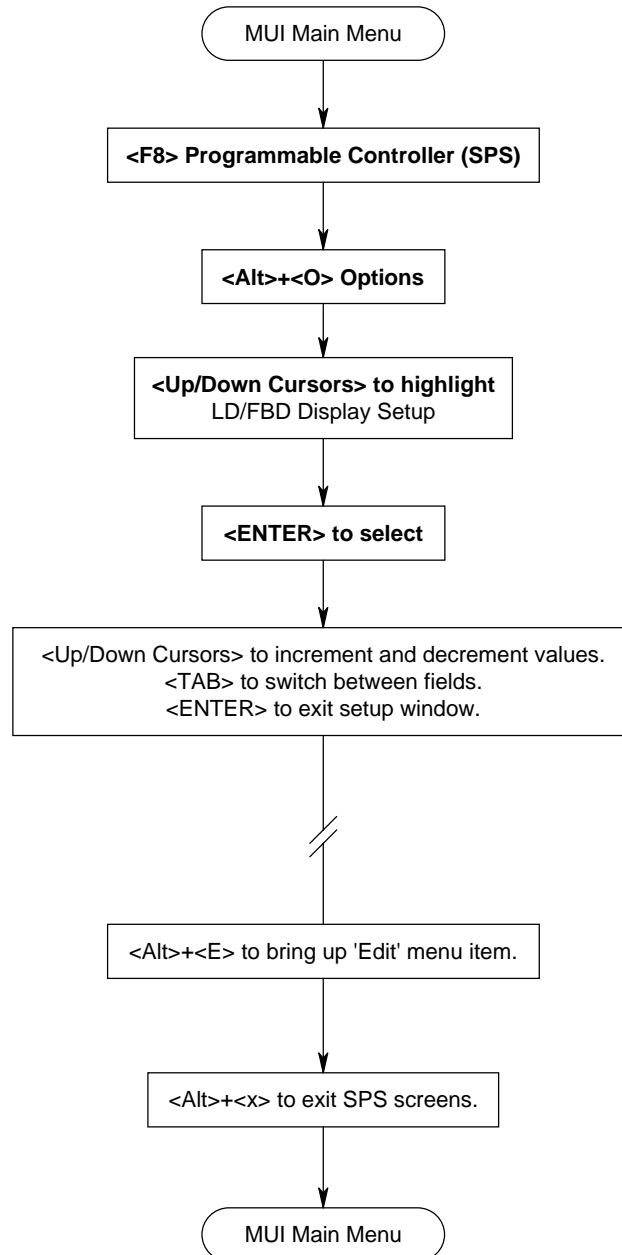 MUI Main Menu
<F8> Programmable Controller (SPS)
<Alt>+<O> Options
<Up/Down Cursors> to highlight
LD/FBD Display Setup
<ENTER> to select
<Up/Down Cursors> to increment and decrement values.
<TAB> to switch between fields.
<ENTER> to exit setup window.
<Alt>+<E> to bring up 'Edit' menu item.
<Alt>+<x> to exit SPS screens.
MUI Main Menu